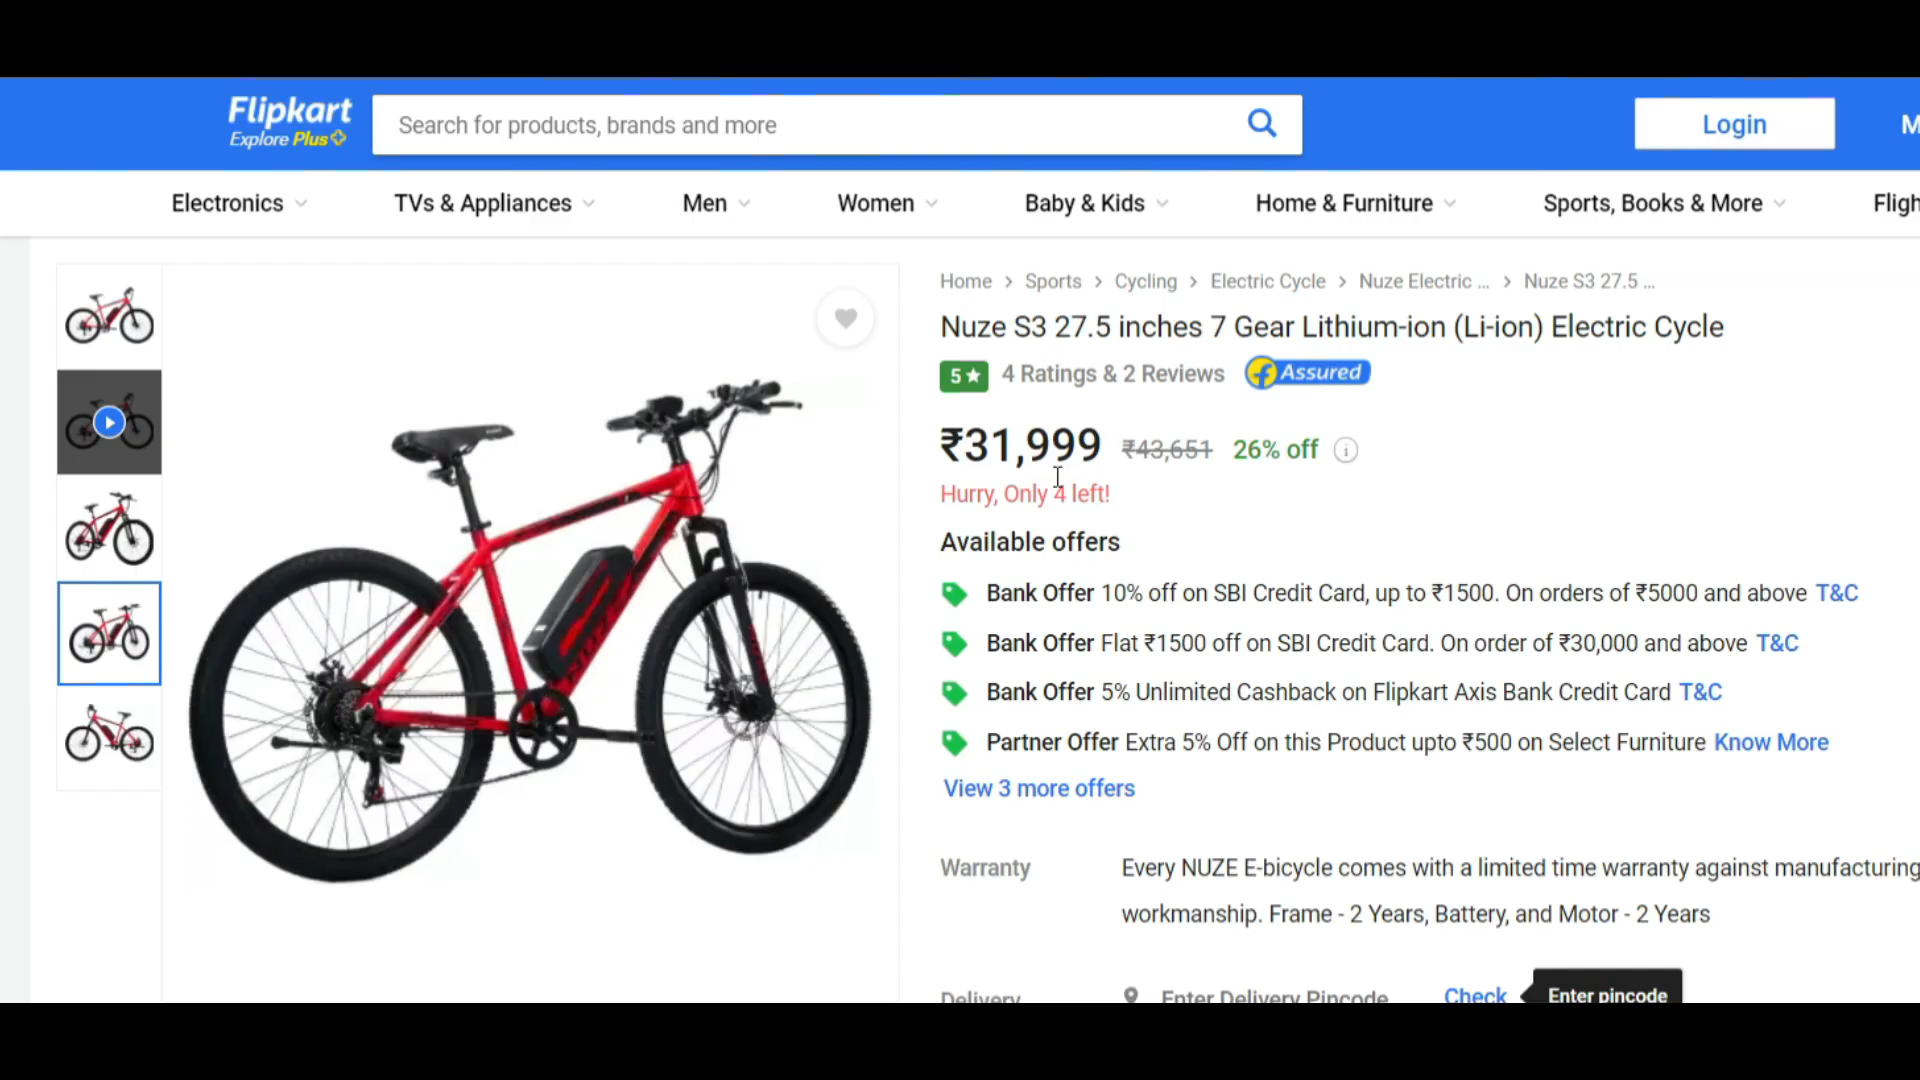 Flipkart
Explore Plus
Search for products, brands and more
Login
M
Electronics
TVs & Appliances
Men
Women
Baby & Kids
Home & Furniture
Sports, Books & More
Fligh
Home > Sports > Cycling > Electric Cycle > Nuze Electric ... > Nuze S3 27.5 ...
Nuze S3 27.5 inches 7 Gear Lithium-ion (Li-ion) Electric Cycle
5★ 4 Ratings & 2 Reviews Assured
₹31,999 ₹43,651 26% off
Hurry, Only 4 left!
Available offers
Bank Offer 10% off on SBI Credit Card, up to ₹1500. On orders of ₹5000 and above T&C
Bank Offer Flat ₹1500 off on SBI Credit Card. On order of ₹30,000 and above T&C
Bank Offer 5% Unlimited Cashback on Flipkart Axis Bank Credit Card T&C
Partner Offer Extra 5% Off on this Product upto ₹500 on Select Furniture Know More
View 3 more offers
Warranty
Every NUZE E-bicycle comes with a limited time warranty against manufacturing
workmanship. Frame - 2 Years, Battery, and Motor - 2 Years
Delivery
Enter Delivery Pincode
Check
Enter pincode